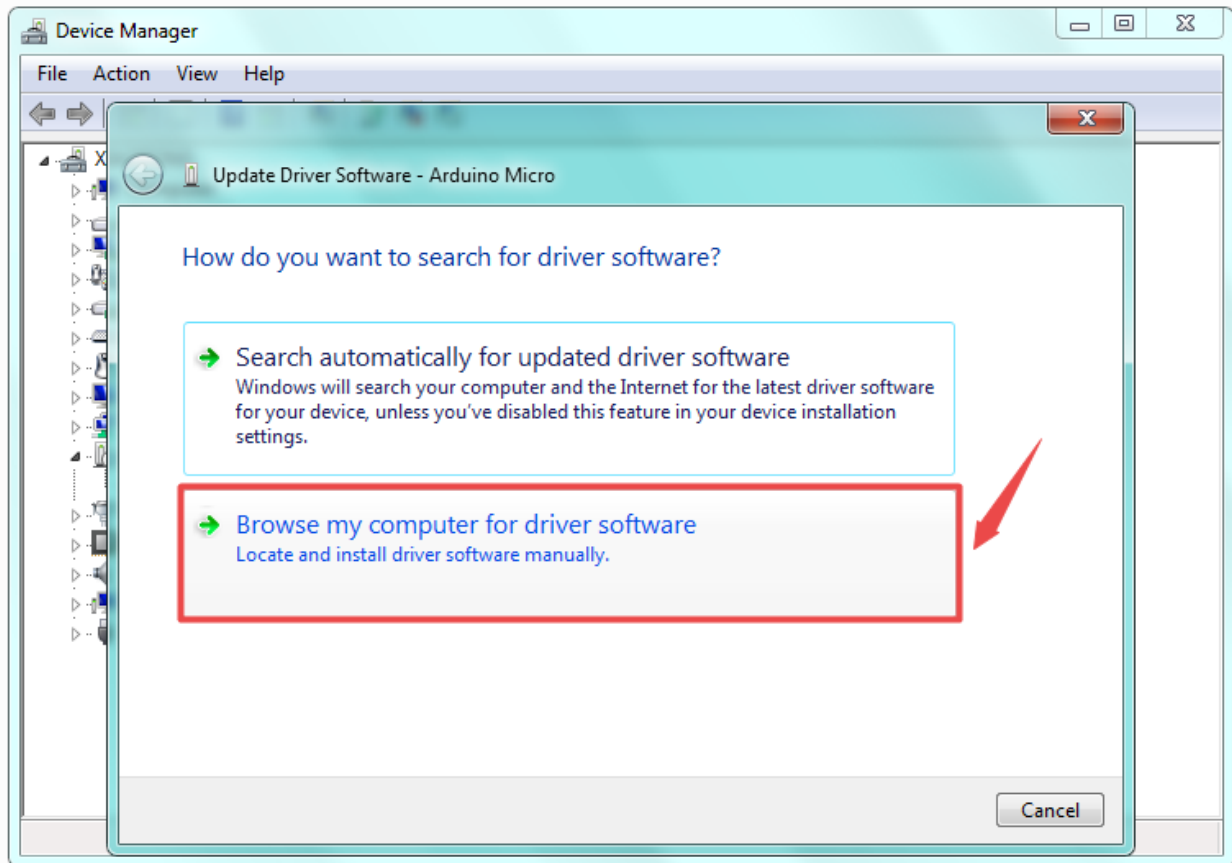 Device Manager
File Action View Help
X
Update Driver Software - Arduino Micro
How do you want to search for driver software?
Search automatically for updated driver software
Windows will search your computer and the Internet for the latest driver software
for your device, unless you've disabled this feature in your device installation
settings.
Browse my computer for driver software
Locate and install driver software manually.
Cancel